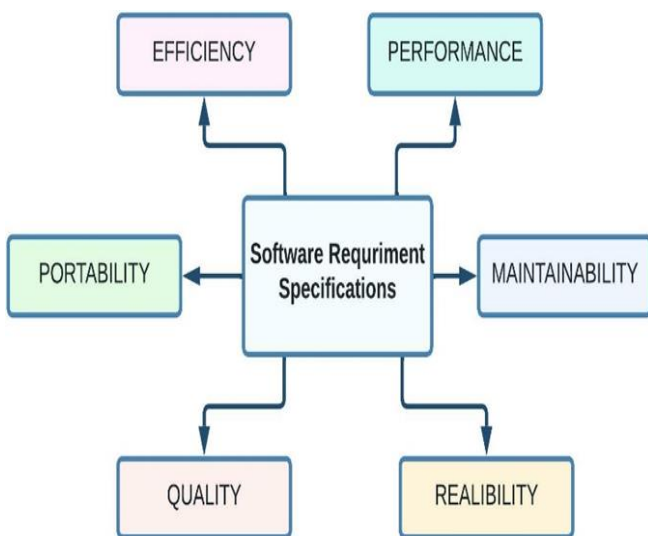 EFFICIENCY
PERFORMANCE
Software Requriment
Specifications
PORTABILITY
MAINTAINABILITY
QUALITY
REALIBILITY